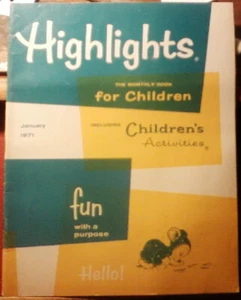 Highlights®
THE MONTHLY BOOK
for Children
January
1971
INCLUDING
Children's
Activities®
fun
with a
purpose
Hello!